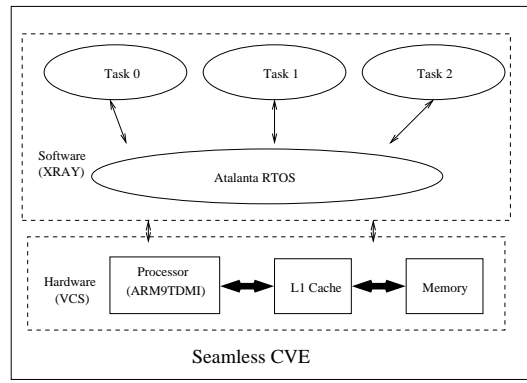 Task 0
Task 1
Task 2
Software
(XRAY)
Atalanta RTOS
Hardware
(VCS)
Processor
(ARM9TDMI)
L1 Cache
Memory
Seamless CVE